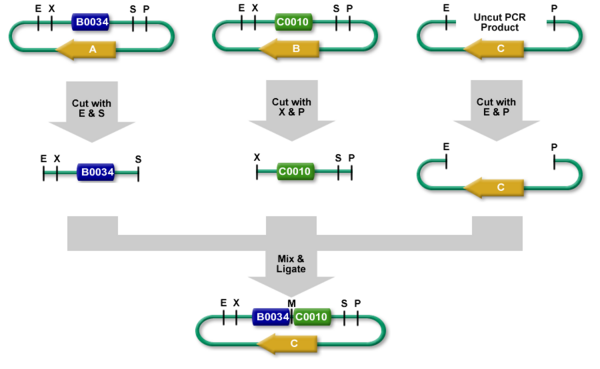 E X S P
B0034
A
E X S P
C0010
B
E P
Uncut PCR
Product
C
Cut with
E & S
Cut with
X & P
Cut with
E & P
E X S
B0034
X S P
C0010
E P
C
Mix &
Ligate
E X M S P
B0034 C0010
C